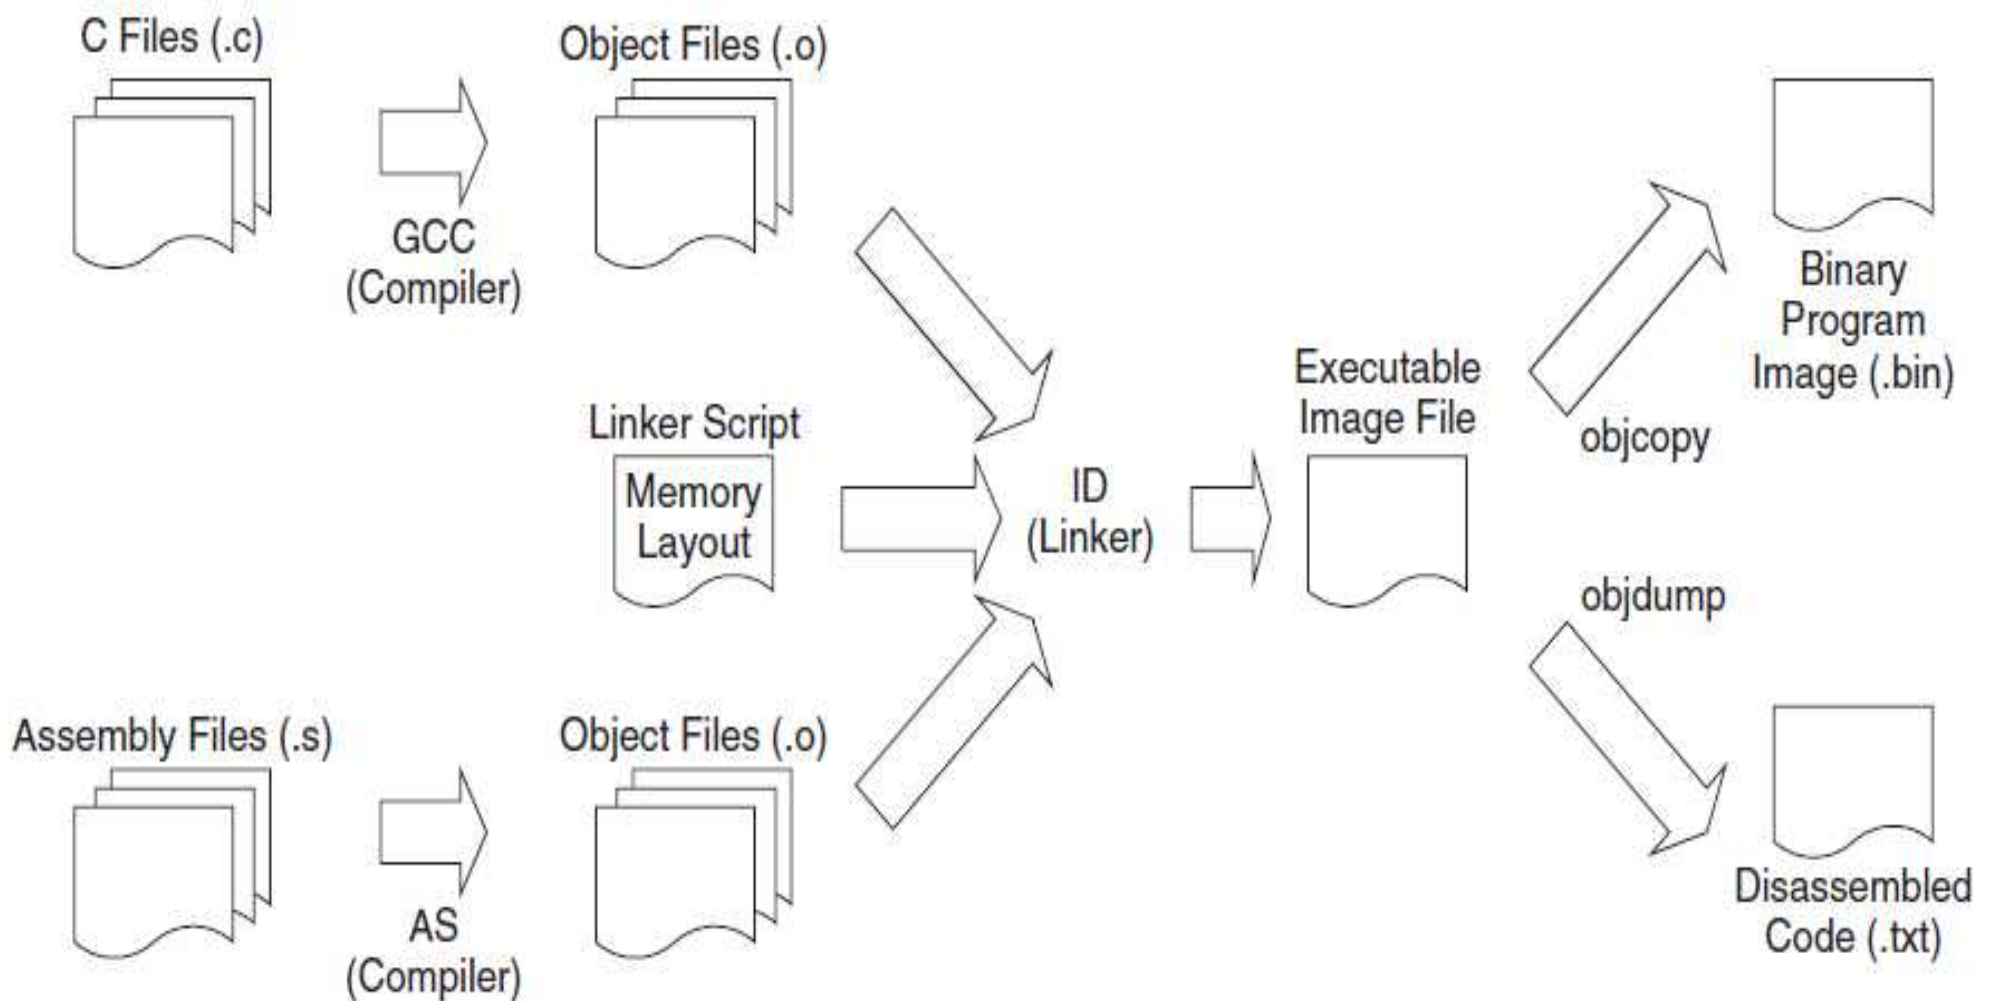 C Files (.c)
GCC
(Compiler)
Object Files (.o)
Linker Script
Memory
Layout
Assembly Files (.s)
AS
(Compiler)
Object Files (.o)
ID
(Linker)
Executable
Image File
objcopy
Binary
Program
Image (.bin)
objdump
Disassembled
Code (.txt)